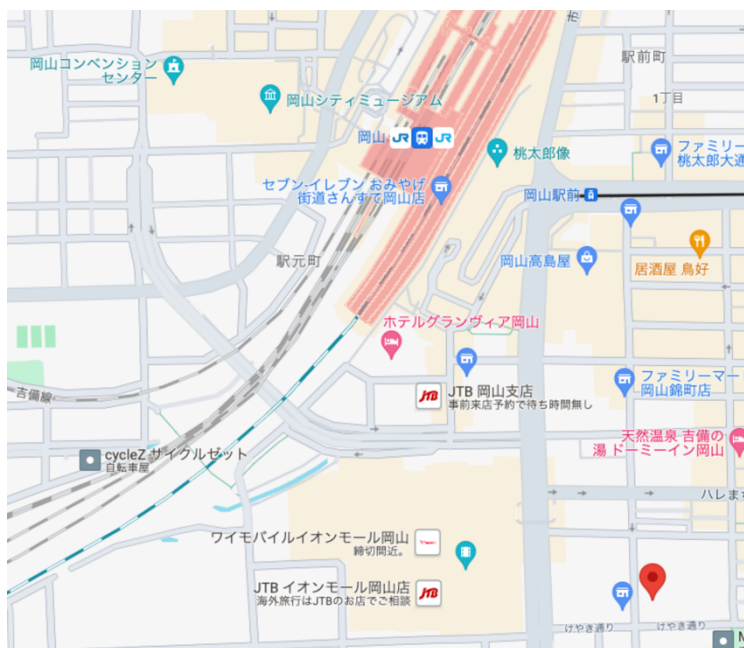 駅前町
岡山コンベンション
センター
岡山シティミュージアム
1丁目
岡山 JR JR
ファミリー
桃太郎大通
桃太郎像
セブン-イレブン おみやげ
街道さんすて岡山店
岡山駅前
駅元町
岡山高島屋
居酒屋 鳥好
ホテルグランヴィア岡山
吉備線
JTB JTB 岡山支店
事前来店予約で待ち時間無し
ファミリーマー
岡山錦町店
天然温泉 吉備の
湯 ドーミーイン岡山
cycleZ サイクルゼット
自転車屋
ハレま
ワイモバイルイオンモール岡山
締切間近。
JTB イオンモール岡山店 JTB
海外旅行はJTBのお店でご相談
けやき通り
けやき通り